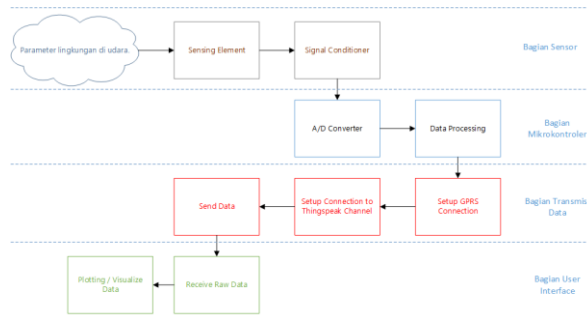 Parameter lingkungan di udara.
Sensing Element
Signal Conditioner
Bagian Sensor
A/D Converter
Data Processing
Bagian
Mikrokontroler
Send Data
Setup Connection to
Thingspeak Channel
Setup GPRS
Connection
Bagian Transmis
Data
Plotting / Visualize
Data
Receive Raw Data
Bagian User
Interface